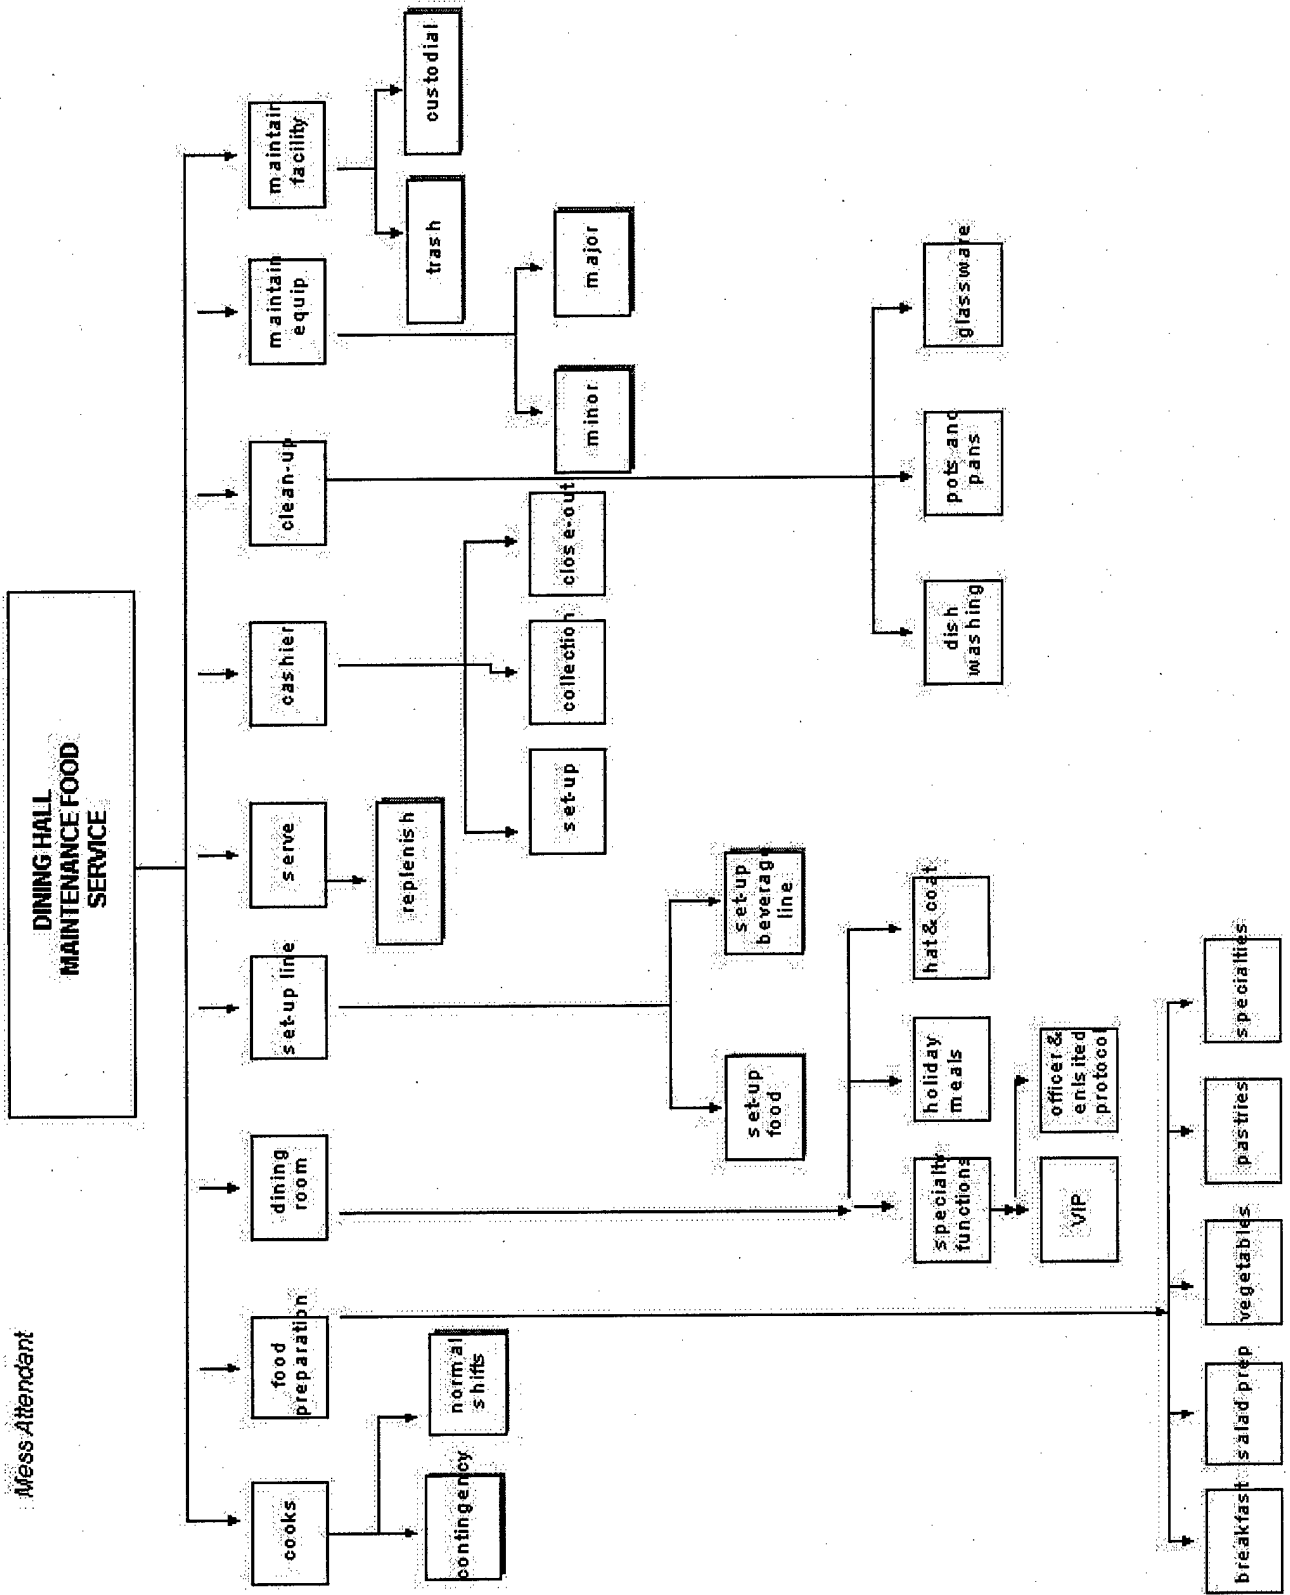 Mess Attendant
DINING HALL
MAINTENANCE FOOD
SERVICE
cooks
food
preparation
dining
room
set-up line
serve
cashier
clean-up
maintain
equip
maintain
facility
contingency
normal
shifts
replenish
trash
custodial
set-up
collection
close-out
minor
major
set-up
food
set-up
beverage
line
specialty
functions
holiday
meals
hat & coat
dish
washing
pots and
pans
glassware
VIP
officer &
enlsited
protocol
breakfast
salad prep
vegetables
pastries
specialties